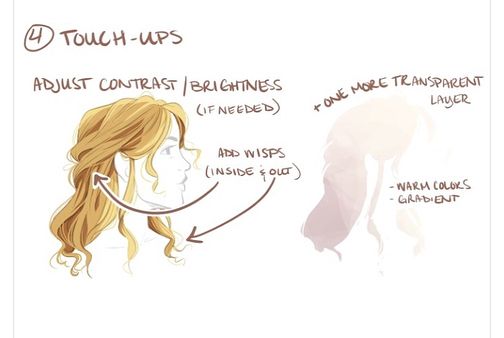 4 TOUCH-UPS
ADJUST CONTRAST/BRIGHTNESS
(IF NEEDED)
ADD WISPS
(INSIDE & OUT)
+ ONE MORE TRANSPARENT
LAYER
- WARM COLORS
- GRADIENT